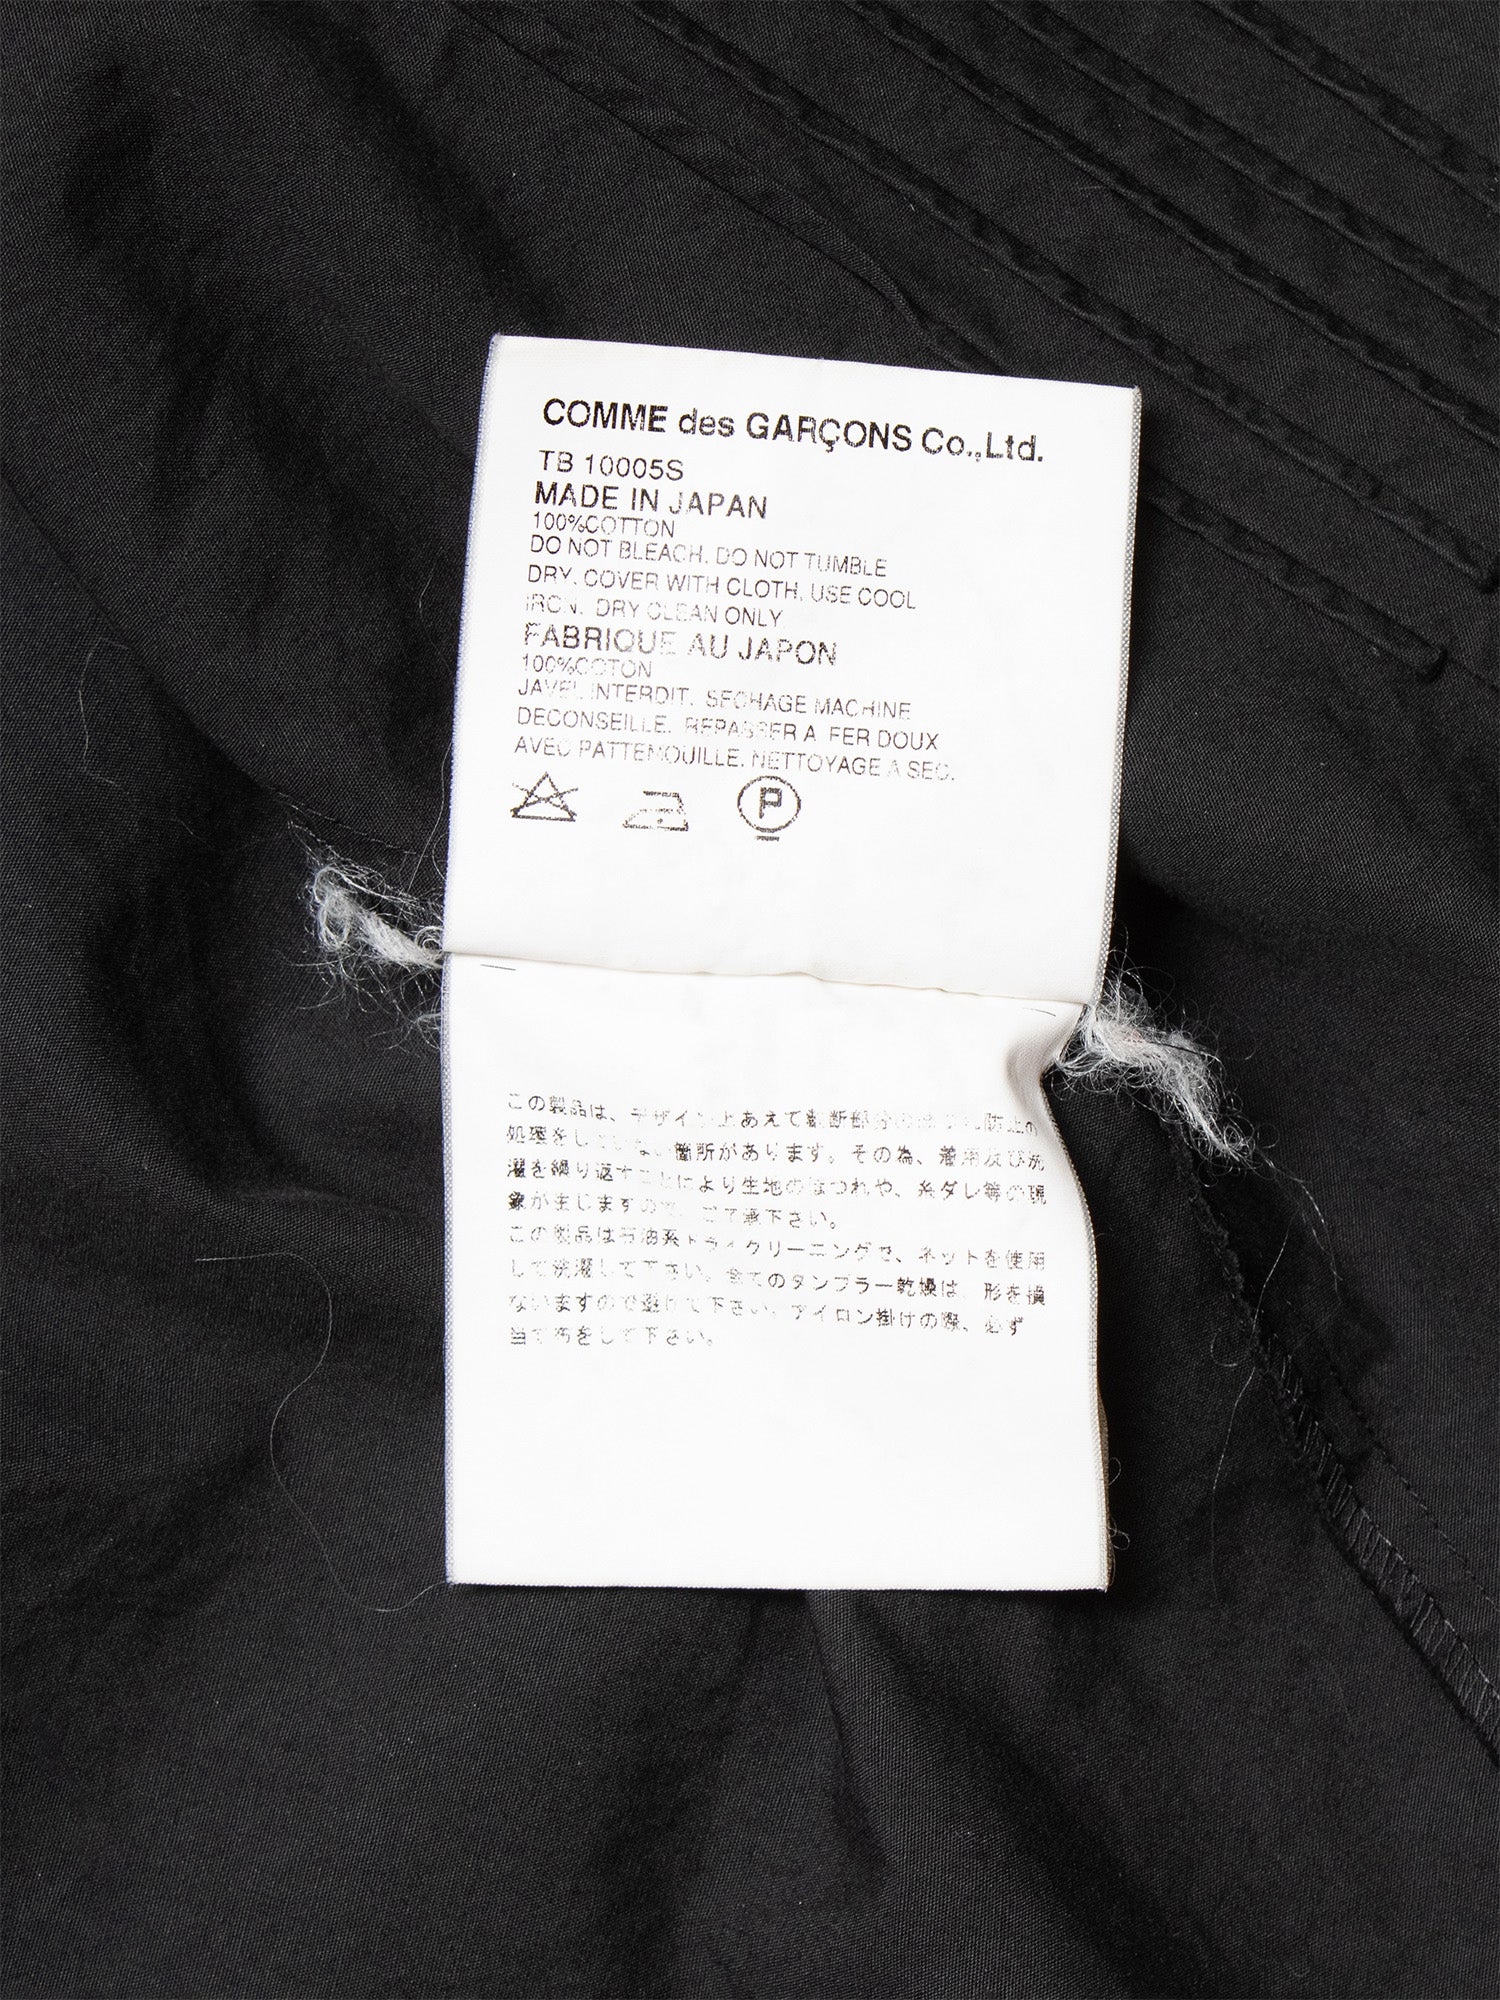 COMME des GARÇONS Co.,Ltd.
TB 10005S
MADE IN JAPAN
100%COTTON
DO NOT BLEACH. DO NOT TUMBLE
DRY. COVER WITH CLOTH, USE COOL
IRON. DRY CLEAN ONLY
FABRIQUE AU JAPON
100%COTON
JAVEL INTERDIT. SECHAGE MACHINE
DECONSEILLE. REPASSER A FER DOUX
AVEC PATTEMOUILLE. NETTOYAGE A SEC.
P
この製品は、デザイン上あえて裁断部分のほつれ防止の
処理をしていない箇所があります。その為、着用及び洗
濯を繰り返すことにより生地のほつれや、糸ダレ等の現
象が生じますので、ご了承下さい。
この製品は石油系ドライクリーニングで、ネットを使用
して洗濯して下さい。全てのタンブラー乾燥は、形を損
ないますので避けて下さい。アイロン掛けの際、必ず
当て布をして下さい。